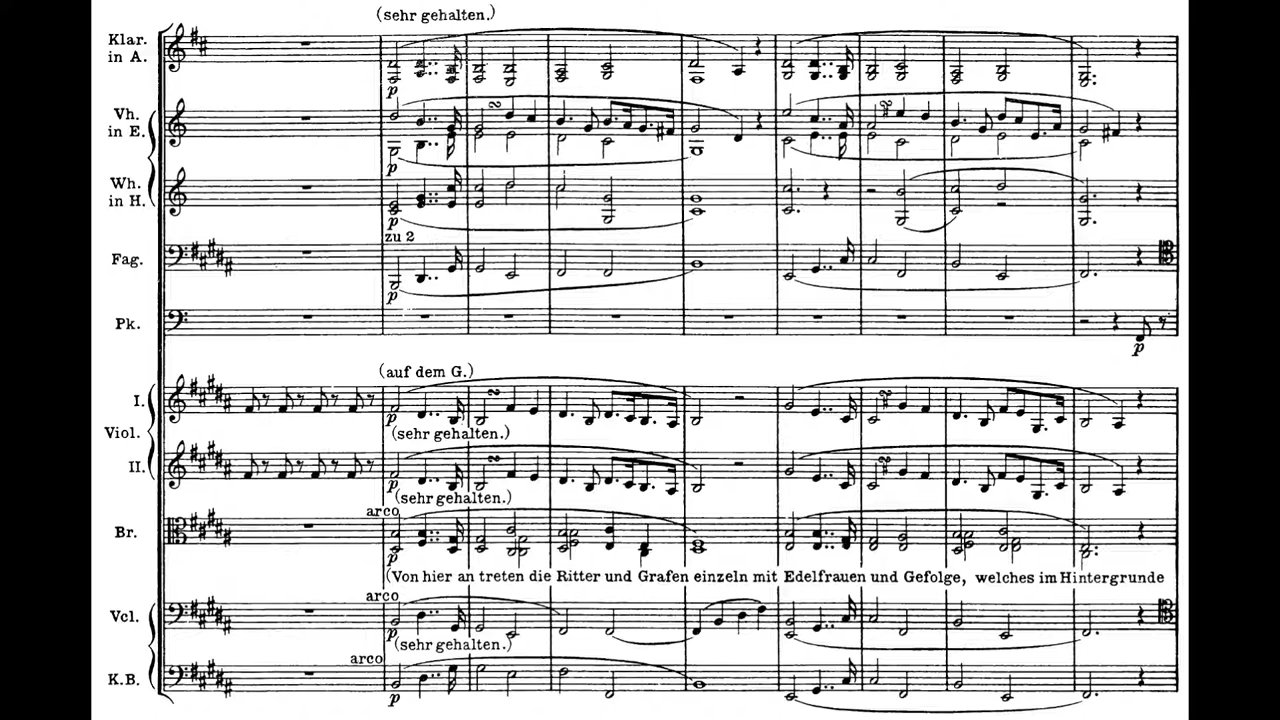 (sehr gehalten.)
Klar.
in A.
p
Vh.
in E.
p
Wh.
in H.
p
zu 2
Fag.
p
Pk.
p
(auf dem G.)
I.
p
(sehr gehalten.)
Viol.
II.
p
(sehr gehalten.)
arco
Br.
p
(Von hier an treten die Ritter und Grafen einzeln mit Edelfrauen und Gefolge, welches im Hintergrunde
arco
Vcl.
p
(sehr gehalten.)
arco
K.B.
p